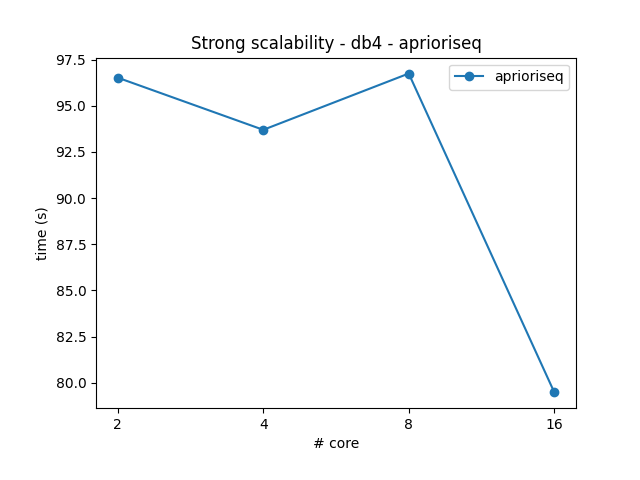 Strong scalability - db4 - aprioriseq
aprioriseq
97.5
95.0
92.5
90.0
87.5
85.0
82.5
80.0
time (s)
2 4 8 16
# core